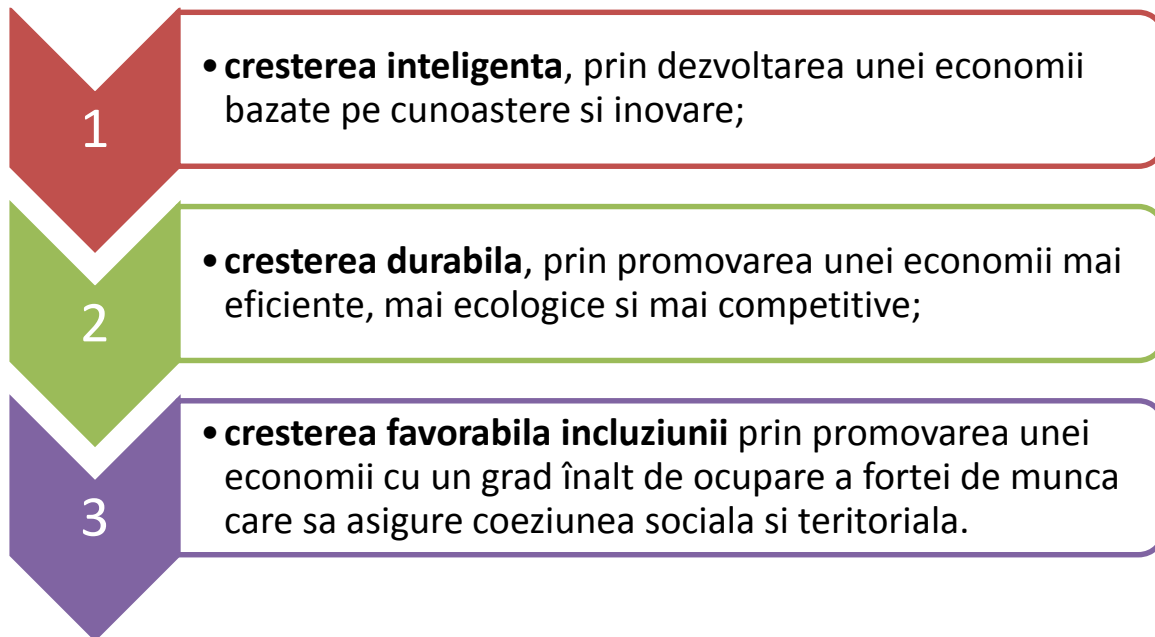 1
• cresterea inteligenta, prin dezvoltarea unei economii
bazate pe cunoastere si inovare;
2
• cresterea durabila, prin promovarea unei economii mai
eficiente, mai ecologice si mai competitive;
3
• cresterea favorabila incluziunii prin promovarea unei
economii cu un grad înalt de ocupare a fortei de munca
care sa asigure coeziunea sociala si teritoriala.